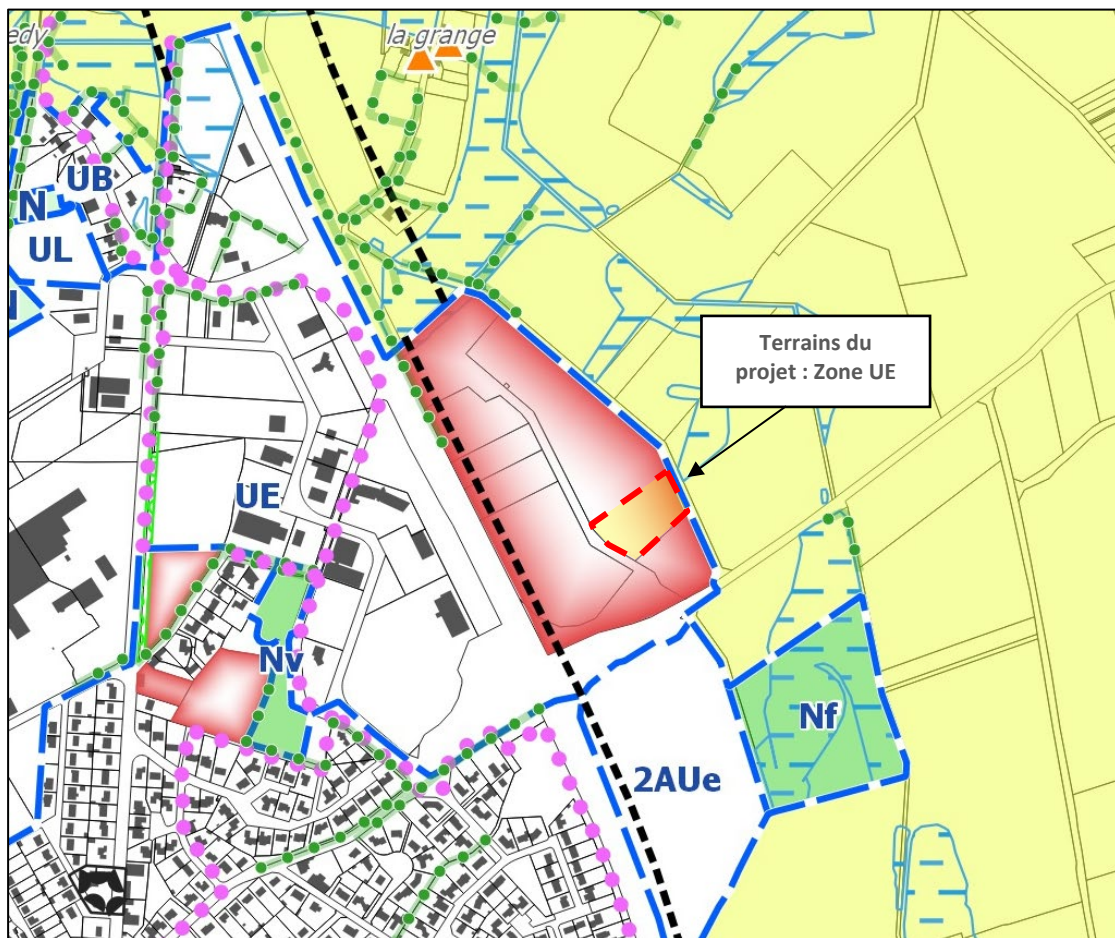 edy
la grange
UB
N
UL
Terrains du
projet : Zone UE
UE
Nv
Nf
2AUe